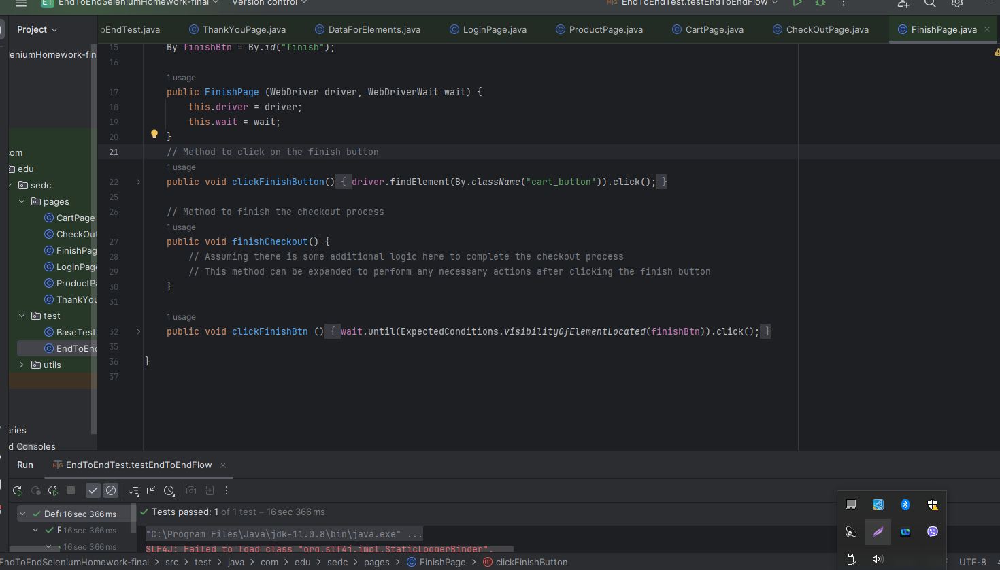 ET EndToEndSeleniumHomework-final Version control EndToEndTest.testEndToEndFlow
Project
oEndTest.java ThankYouPage.java DataForElements.java LoginPage.java ProductPage.java CartPage.java CheckOutPage.java FinishPage.java
leniumHomework-fin
om
edu
sedc
pages
CartPage
CheckOut
FinishPag
LoginPage
ProductPa
ThankYou
test
BaseTest
EndToEnd
utils
aries
d Consoles
15 By finishBtn = By.id("finish");
16
1 usage
17 public FinishPage (WebDriver driver, WebDriverWait wait) {
18 this.driver = driver;
19 this.wait = wait;
20 }
21 // Method to click on the finish button
1 usage
22 public void clickFinishButton() { driver.findElement(By.className("cart_button")).click(); }
25
26 // Method to finish the checkout process
1 usage
27 public void finishCheckout() {
28 // Assuming there is some additional logic here to complete the checkout process
29 // This method can be expanded to perform any necessary actions after clicking the finish button
30 }
31
1 usage
32 public void clickFinishBtn () { wait.until(ExpectedConditions.visibilityOfElementLocated(finishBtn)).click(); }
35
36 }
37
Run EndToEndTest.testEndToEndFlow
Defa 16 sec 366 ms
E 16 sec 366 ms
16 sec 366 ms
Tests passed: 1 of 1 test – 16 sec 366 ms
"C:\Program Files\Java\jdk-11.0.8\bin\java.exe" ...
SLF4J: Failed to load class "org.slf4j.impl.StaticLoggerBinder".
EndToEndSeleniumHomework-final > src > test > java > com > edu > sedc > pages > FinishPage > clickFinishButton
UTF-8